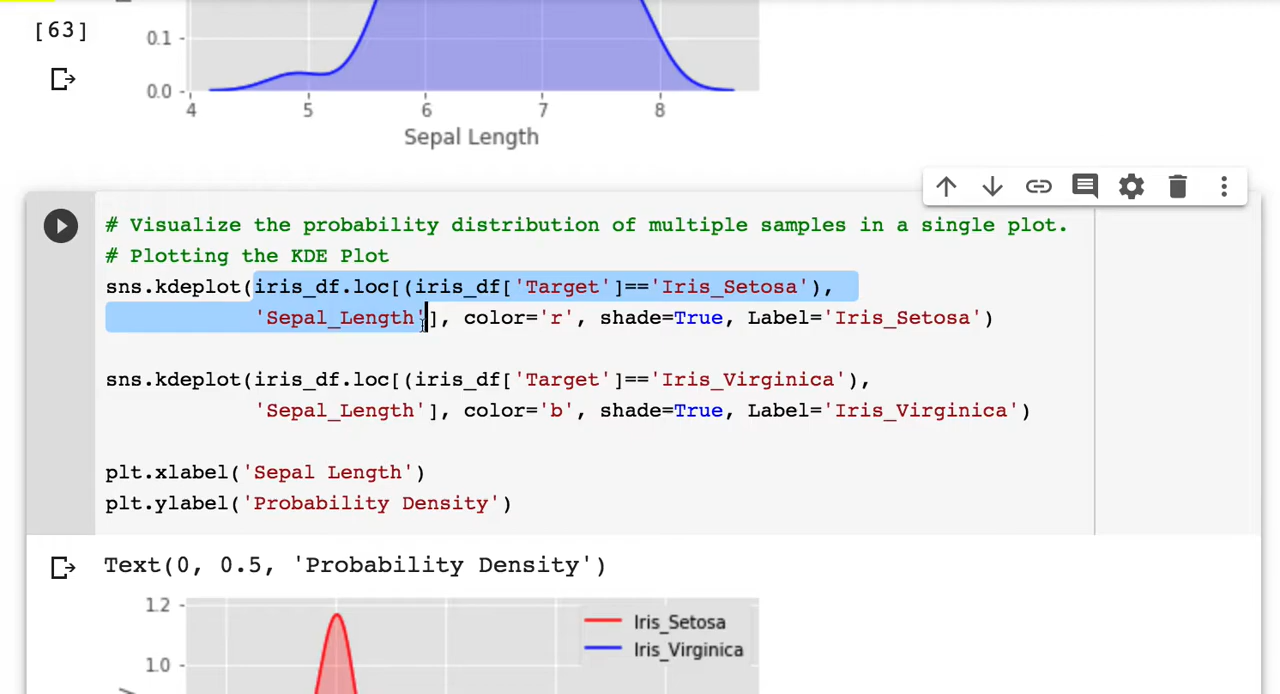 [63]
0.1
0.0
4 5 6 7 8
Sepal Length
# Visualize the probability distribution of multiple samples in a single plot.
# Plotting the KDE Plot
sns.kdeplot(iris_df.loc[(iris_df['Target']=='Iris_Setosa'),
'Sepal_Length'], color='r', shade=True, Label='Iris_Setosa')
sns.kdeplot(iris_df.loc[(iris_df['Target']=='Iris_Virginica'),
'Sepal_Length'], color='b', shade=True, Label='Iris_Virginica')
plt.xlabel('Sepal Length')
plt.ylabel('Probability Density')
Text(0, 0.5, 'Probability Density')
1.2
Iris_Setosa
Iris_Virginica
1.0